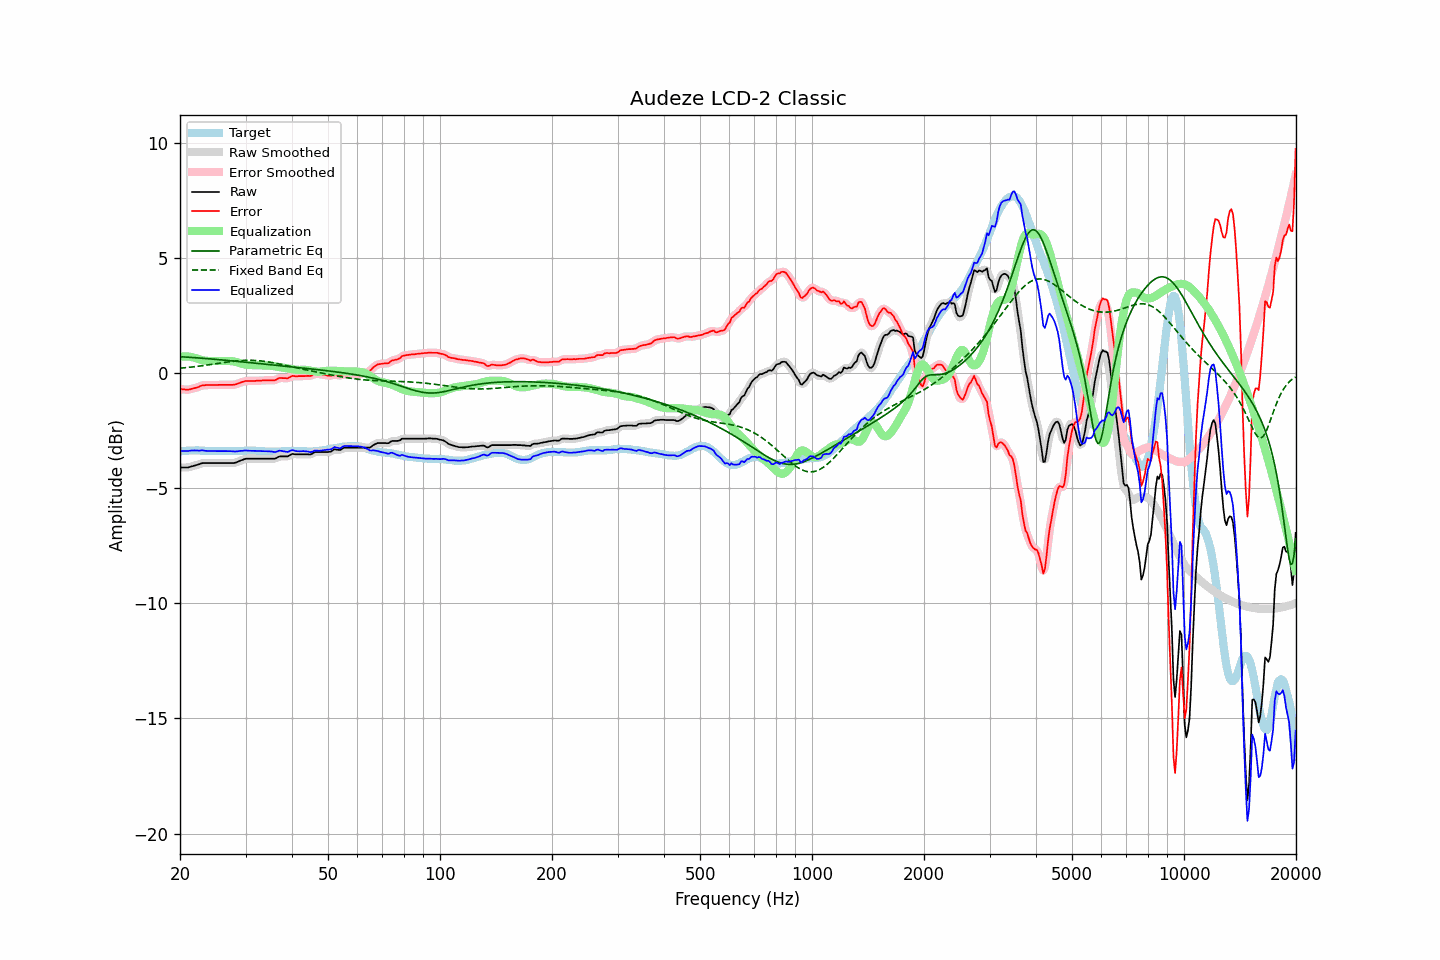 Audeze LCD-2 Classic
Target
Raw Smoothed
Error Smoothed
Raw
Error
Equalization
Parametric Eq
Fixed Band Eq
Equalized
10
5
0
−5
−10
−15
−20
Amplitude (dBr)
20 50 100 200 500 1000 2000 5000 10000 20000
Frequency (Hz)